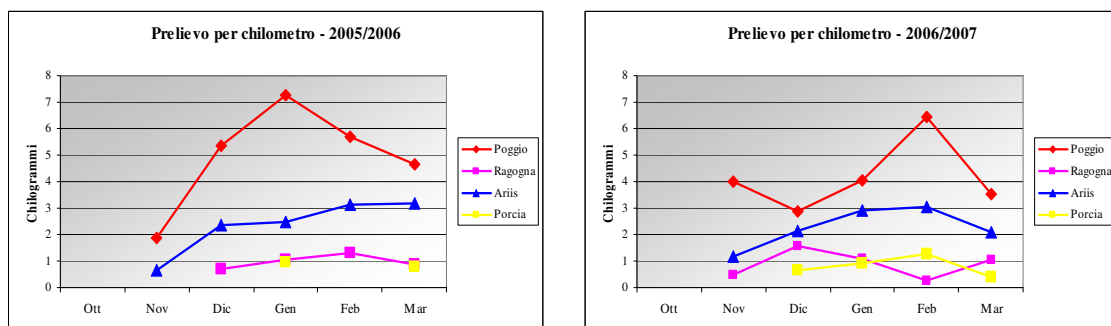 Prelievo per chilometro - 2005/2006
Chilogrammi
8
7
6
5
4
3
2
1
0
Ott Nov Dic Gen Feb Mar
Poggio
Ragogna
Ariis
Porcia
Prelievo per chilometro - 2006/2007
Chilogrammi
8
7
6
5
4
3
2
1
0
Ott Nov Dic Gen Feb Mar
Poggio
Ragogna
Ariis
Porcia